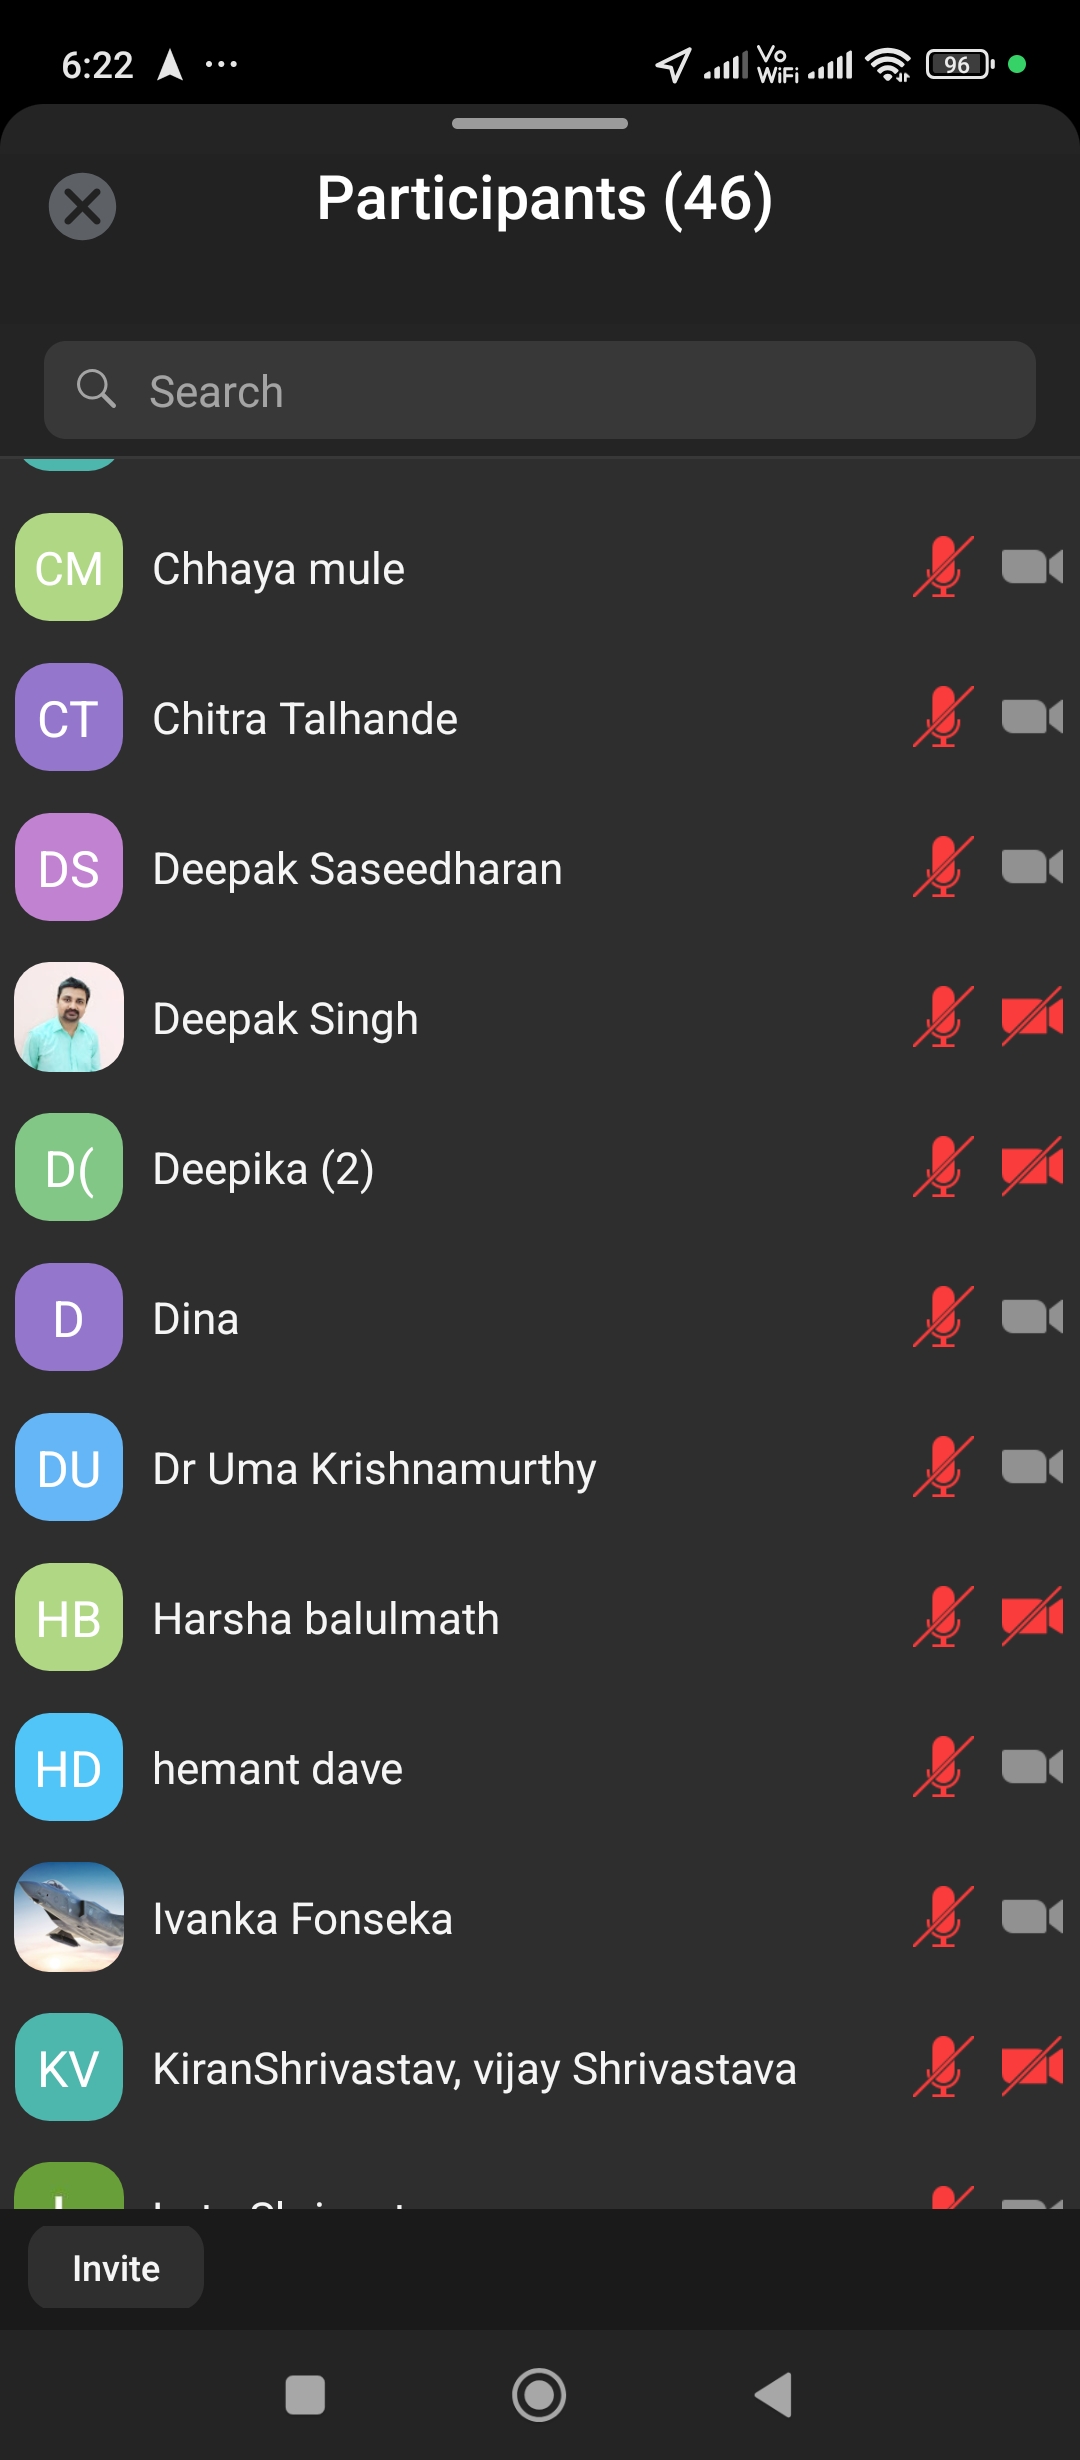 6:22
Vo
WiFi
96
Participants (46)
Search
CM Chhaya mule
CT Chitra Talhande
DS Deepak Saseedharan
Deepak Singh
D( Deepika (2)
D Dina
DU Dr Uma Krishnamurthy
HB Harsha balulmath
HD hemant dave
Ivanka Fonseka
KV KiranShrivastav, vijay Shrivastava
Invite